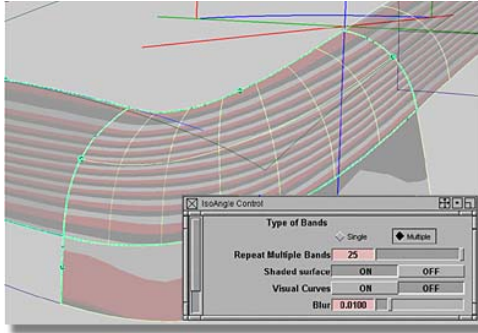 IsoAngle Control
Type of Bands
Single
Multiple
Repeat Multiple Bands 25
Shaded surface ON OFF
Visual Curves ON OFF
Blur 0.0100